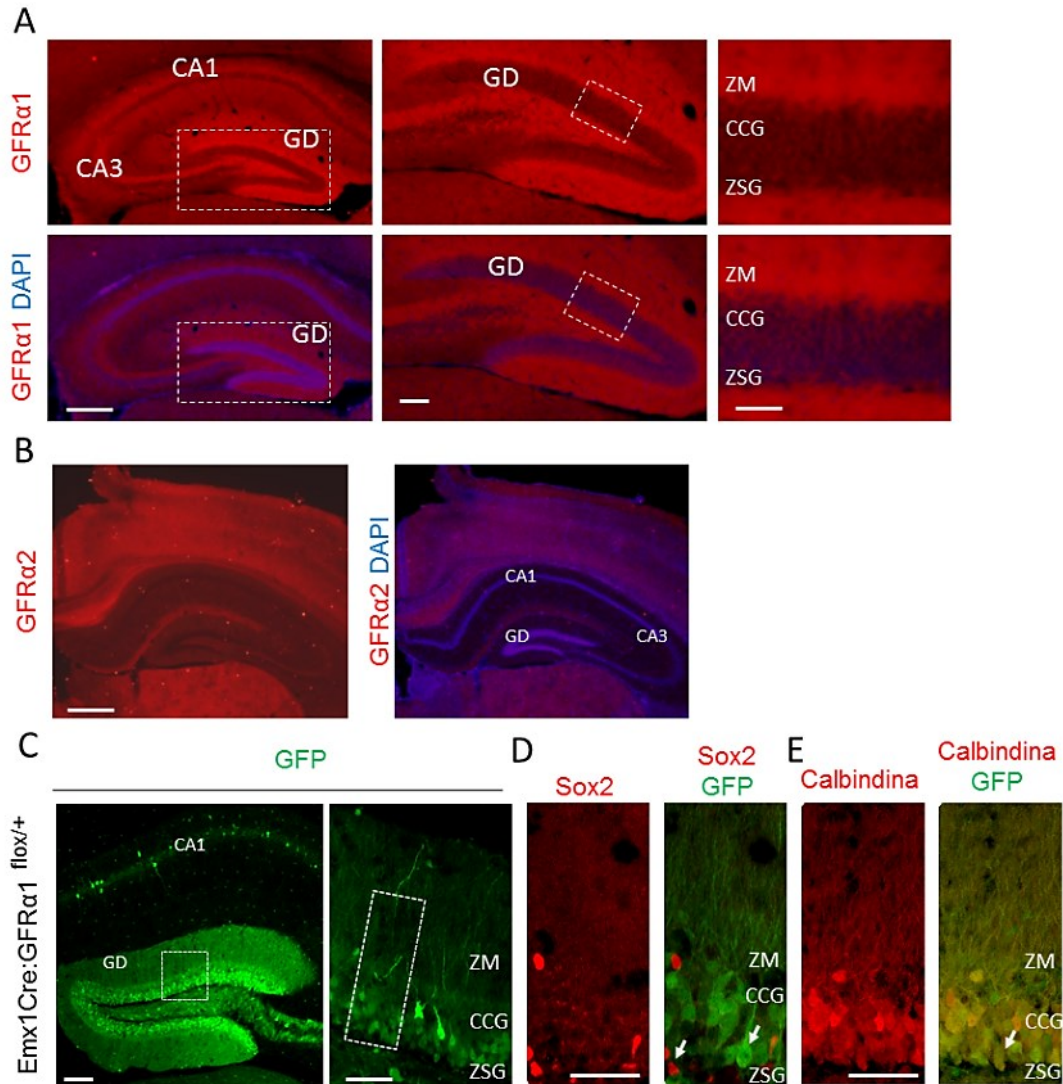 A
GFRα1
CA1
CA3
GD
GD
ZM
CCG
ZSG
GFRα1 DAPI
GD
GD
ZM
CCG
ZSG
B
GFRα2
GFRα2 DAPI
CA1
GD
CA3
C
GFP
D
Sox2
Sox2
GFP
E
Calbindina
Calbindina
GFP
Emx1Cre:GFRα1 flox/+
CA1
GD
ZM
CCG
ZSG
ZM
CCG
ZSG
ZM
CCG
ZSG